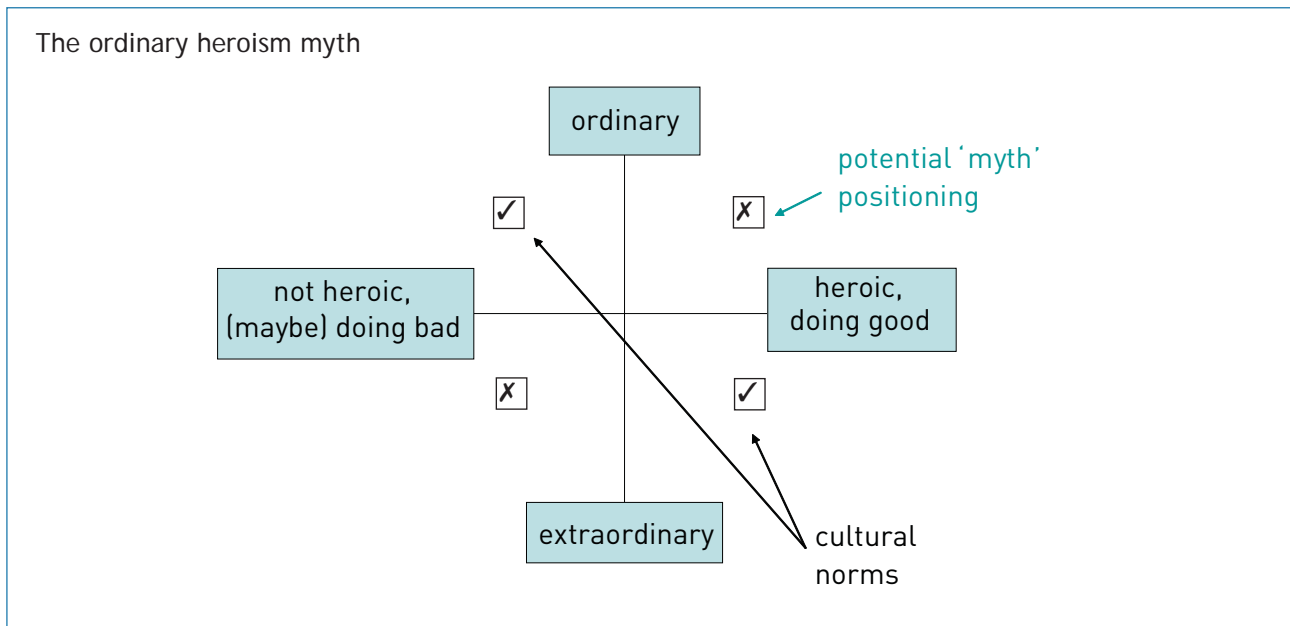 The ordinary heroism myth
ordinary
potential ‘myth’
positioning
✓
✗
not heroic,
(maybe) doing bad
heroic,
doing good
✗
✓
extraordinary
cultural
norms